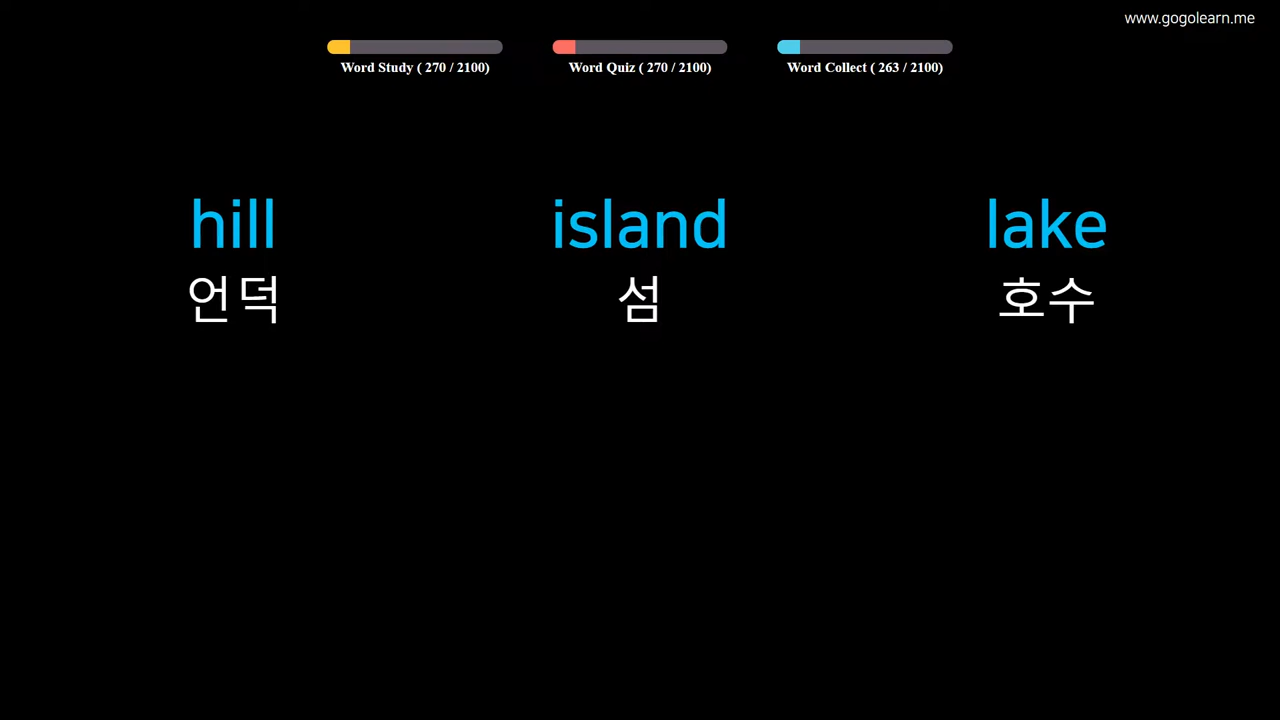 www.gogolearn.me
Word Study ( 270 / 2100) Word Quiz ( 270 / 2100) Word Collect ( 263 / 2100)
hill island lake
언덕 섬 호수